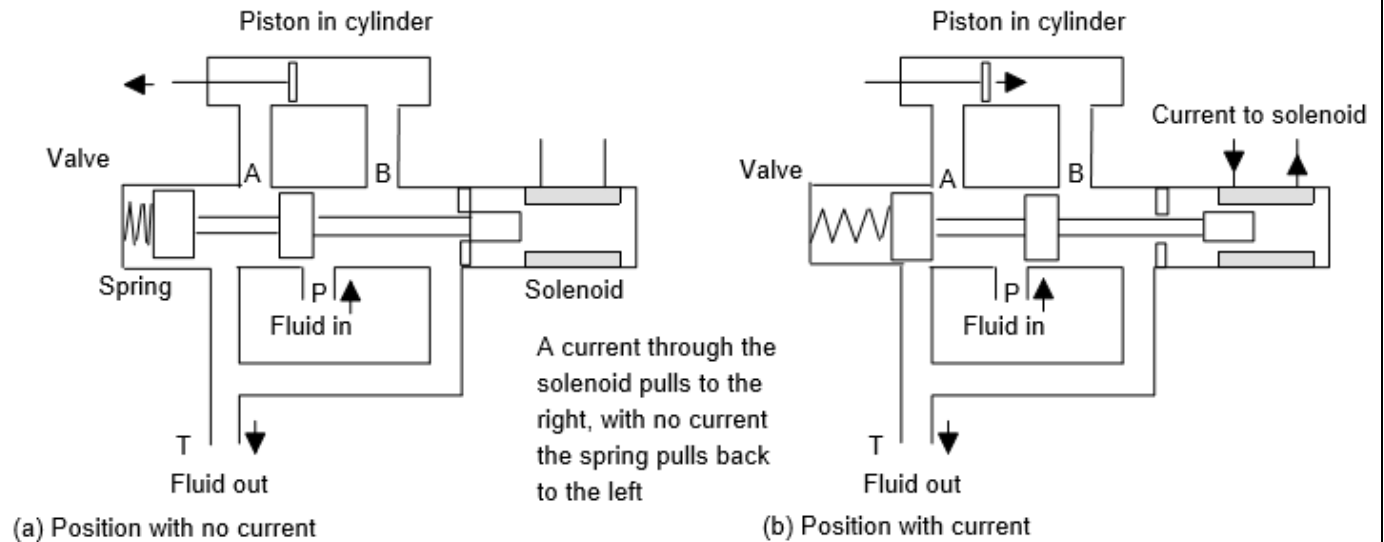 Piston in cylinder
Valve
A
B
Spring
P
Fluid in
Solenoid
T
Fluid out
(a) Position with no current
A current through the
solenoid pulls to the
right, with no current
the spring pulls back
to the left
Piston in cylinder
Current to solenoid
Valve
A
B
P
Fluid in
T
Fluid out
(b) Position with current